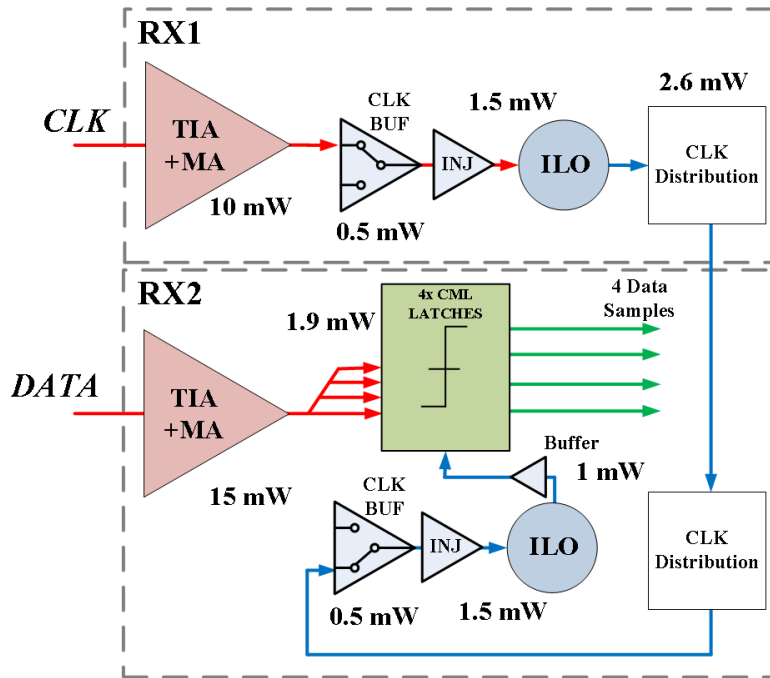 RX1
CLK
TIA
+MA
10 mW
CLK
BUF
0.5 mW
INJ
1.5 mW
ILO
2.6 mW
CLK
Distribution
RX2
DATA
TIA
+MA
15 mW
1.9 mW
4x CML
LATCHES
4 Data
Samples
Buffer
1 mW
CLK
BUF
0.5 mW
INJ
1.5 mW
ILO
CLK
Distribution